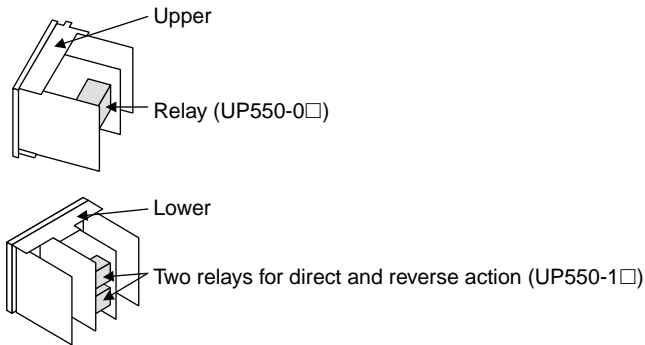 Upper
Relay (UP550-0□)
Lower
Two relays for direct and reverse action (UP550-1□)